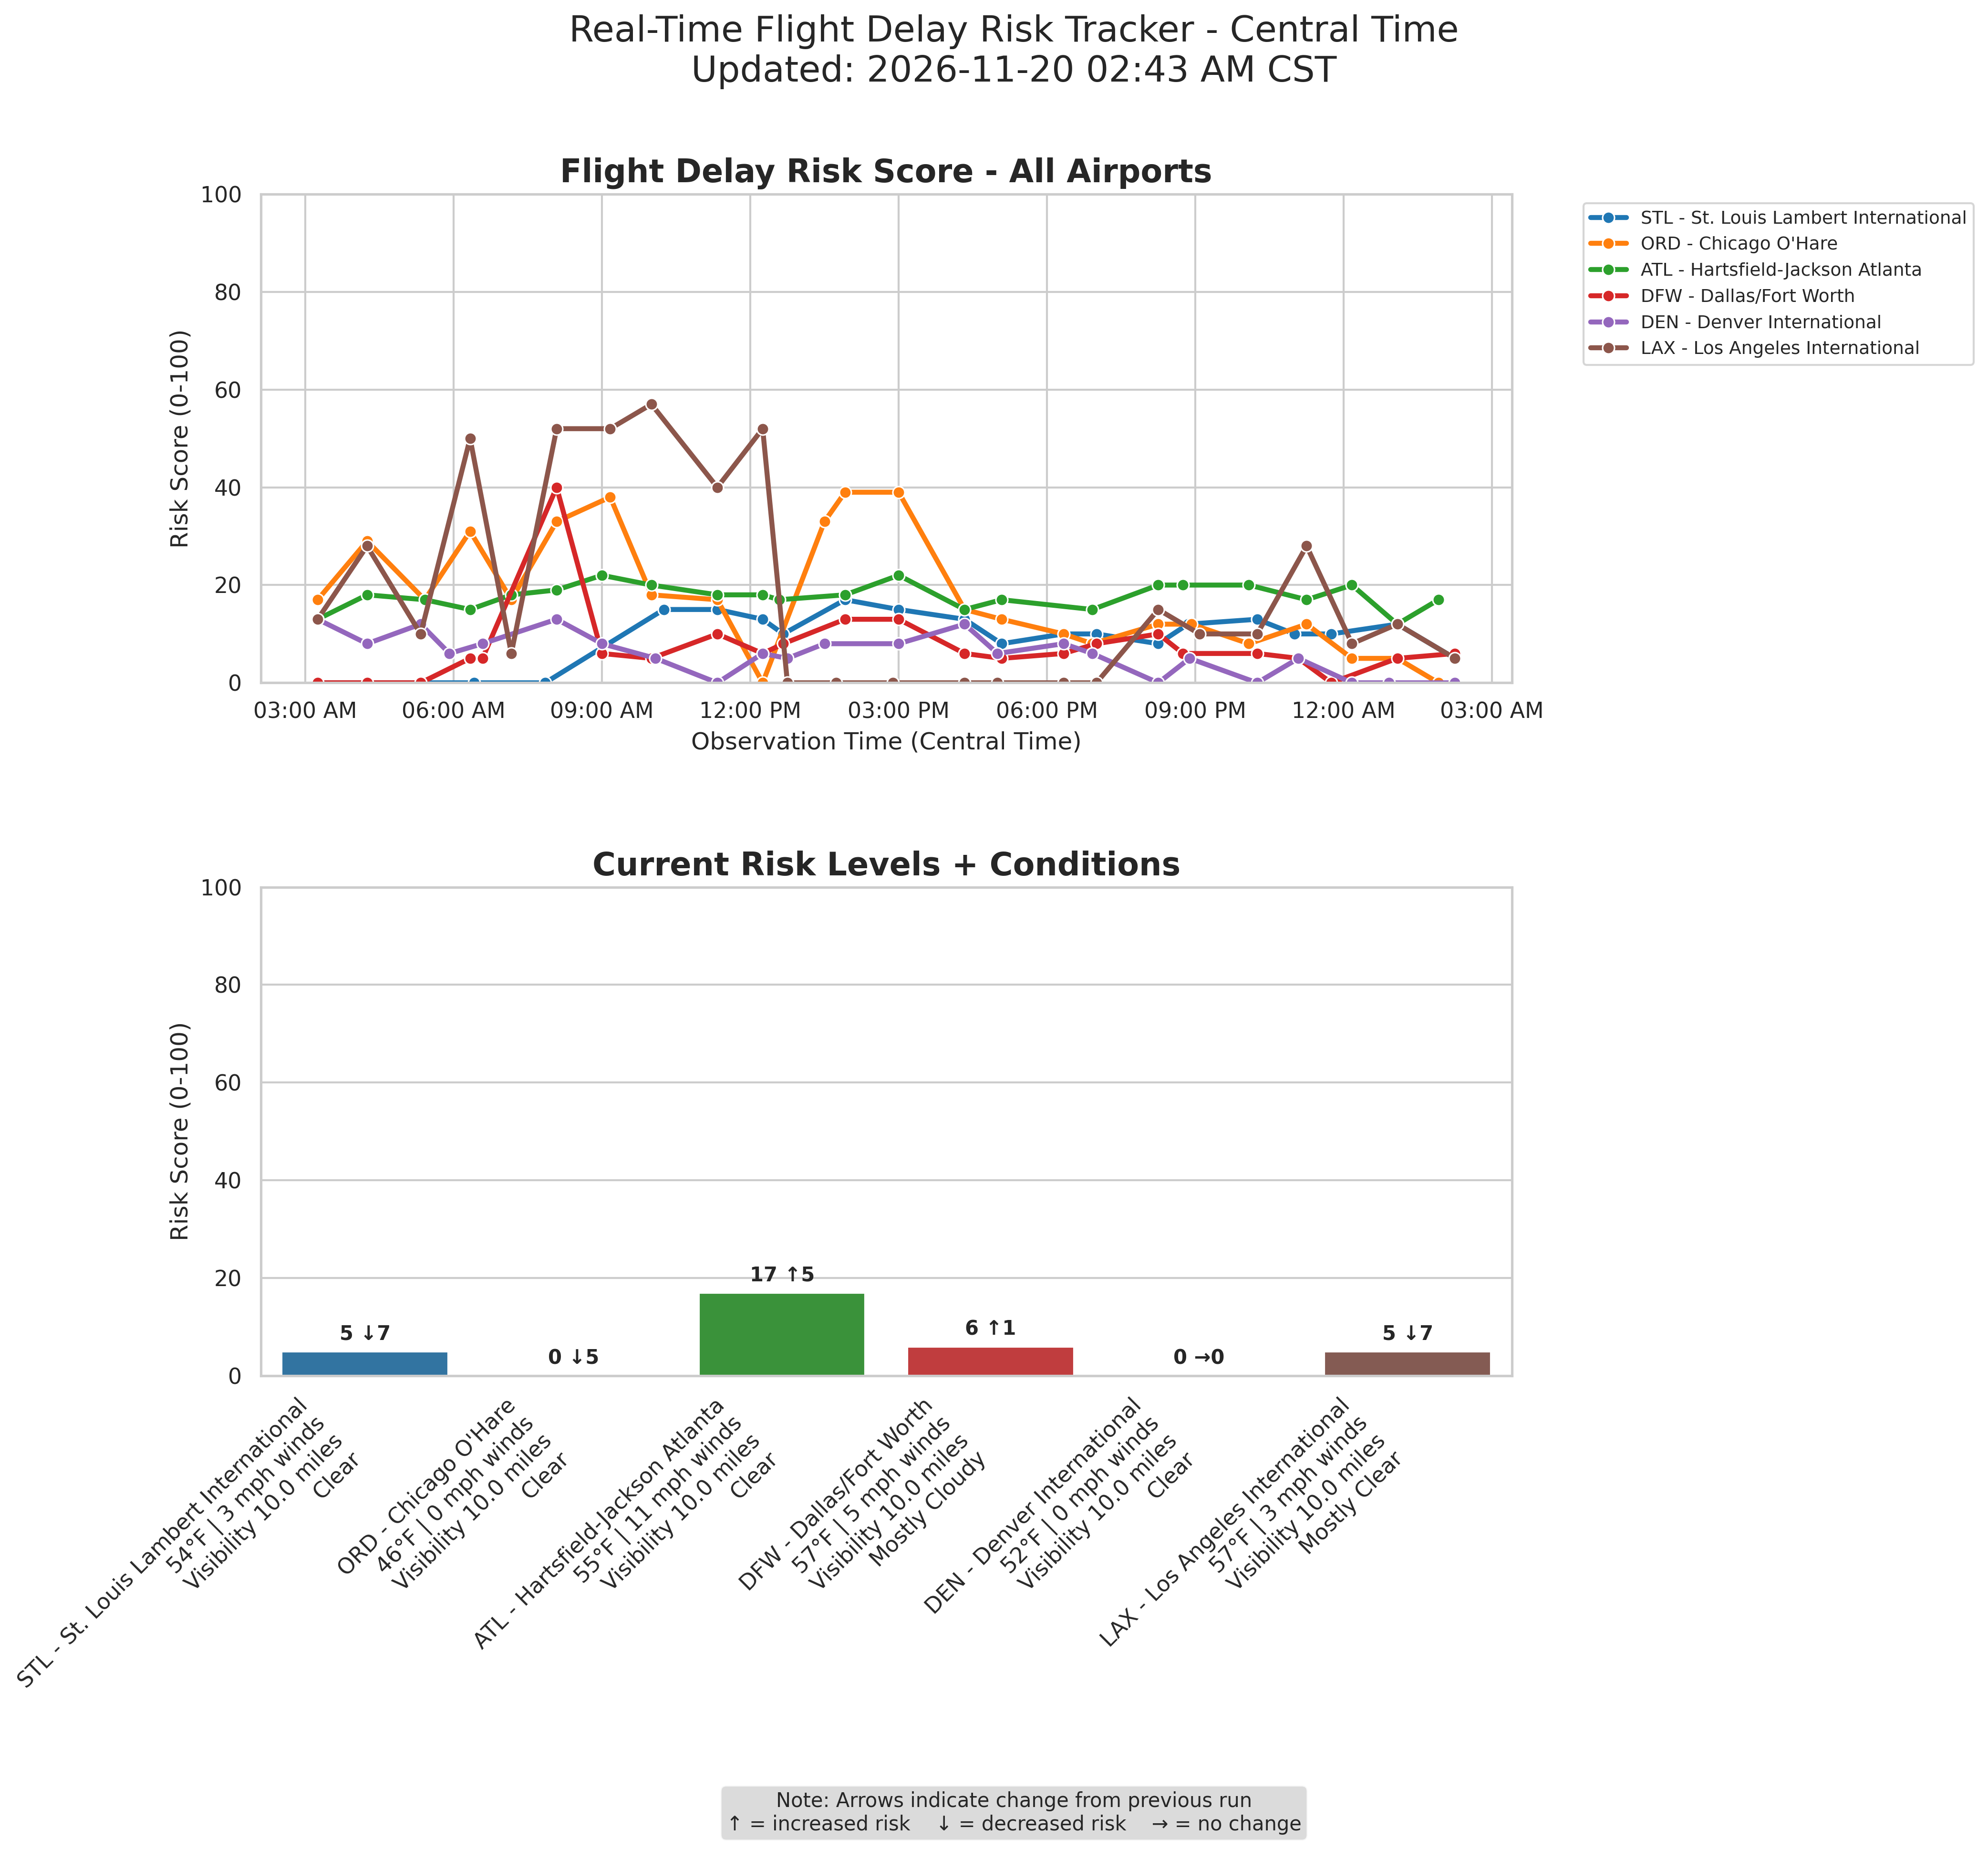 Real-Time Flight Delay Risk Tracker - Central Time
Updated: 2026-11-20 02:43 AM CST
Flight Delay Risk Score - All Airports
100
80
60
40
20
0
Risk Score (0-100)
03:00 AM
06:00 AM
09:00 AM
12:00 PM
03:00 PM
06:00 PM
09:00 PM
12:00 AM
03:00 AM
Observation Time (Central Time)
STL - St. Louis Lambert International
ORD - Chicago O'Hare
ATL - Hartsfield-Jackson Atlanta
DFW - Dallas/Fort Worth
DEN - Denver International
LAX - Los Angeles International
Current Risk Levels + Conditions
100
80
60
40
20
0
Risk Score (0-100)
5 ↓7
0 ↓5
17 ↑5
6 ↑1
0 →0
5 ↓7
STL - St. Louis Lambert International
54°F | 3 mph winds
Visibility 10.0 miles
Clear
ORD - Chicago O'Hare
46°F | 0 mph winds
Visibility 10.0 miles
Clear
ATL - Hartsfield-Jackson Atlanta
55°F | 11 mph winds
Visibility 10.0 miles
Clear
DFW - Dallas/Fort Worth
57°F | 5 mph winds
Visibility 10.0 miles
Mostly Cloudy
DEN - Denver International
52°F | 0 mph winds
Visibility 10.0 miles
Clear
LAX - Los Angeles International
57°F | 3 mph winds
Visibility 10.0 miles
Mostly Clear
Note: Arrows indicate change from previous run
↑ = increased risk ↓ = decreased risk → = no change